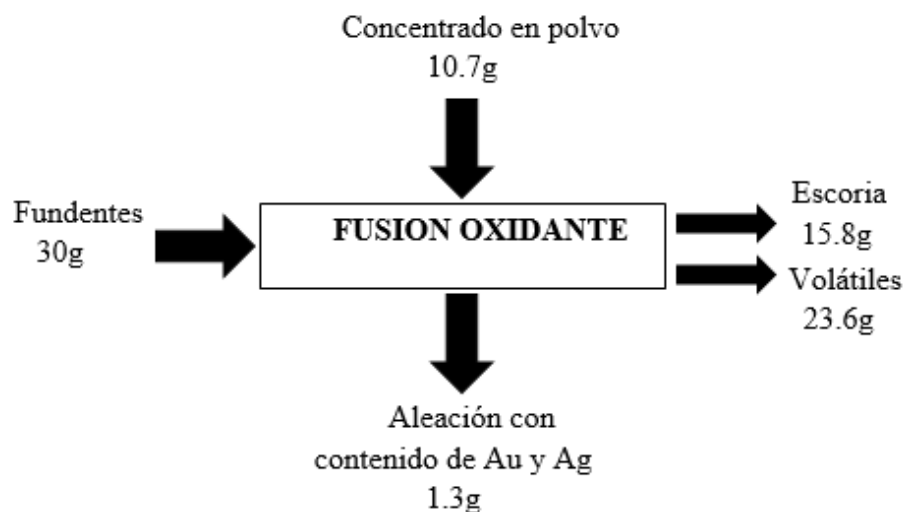 Concentrado en polvo
10.7g
Fundentes
30g
FUSION OXIDANTE
Escoria
15.8g
Volátiles
23.6g
Aleación con
contenido de Au y Ag
1.3g